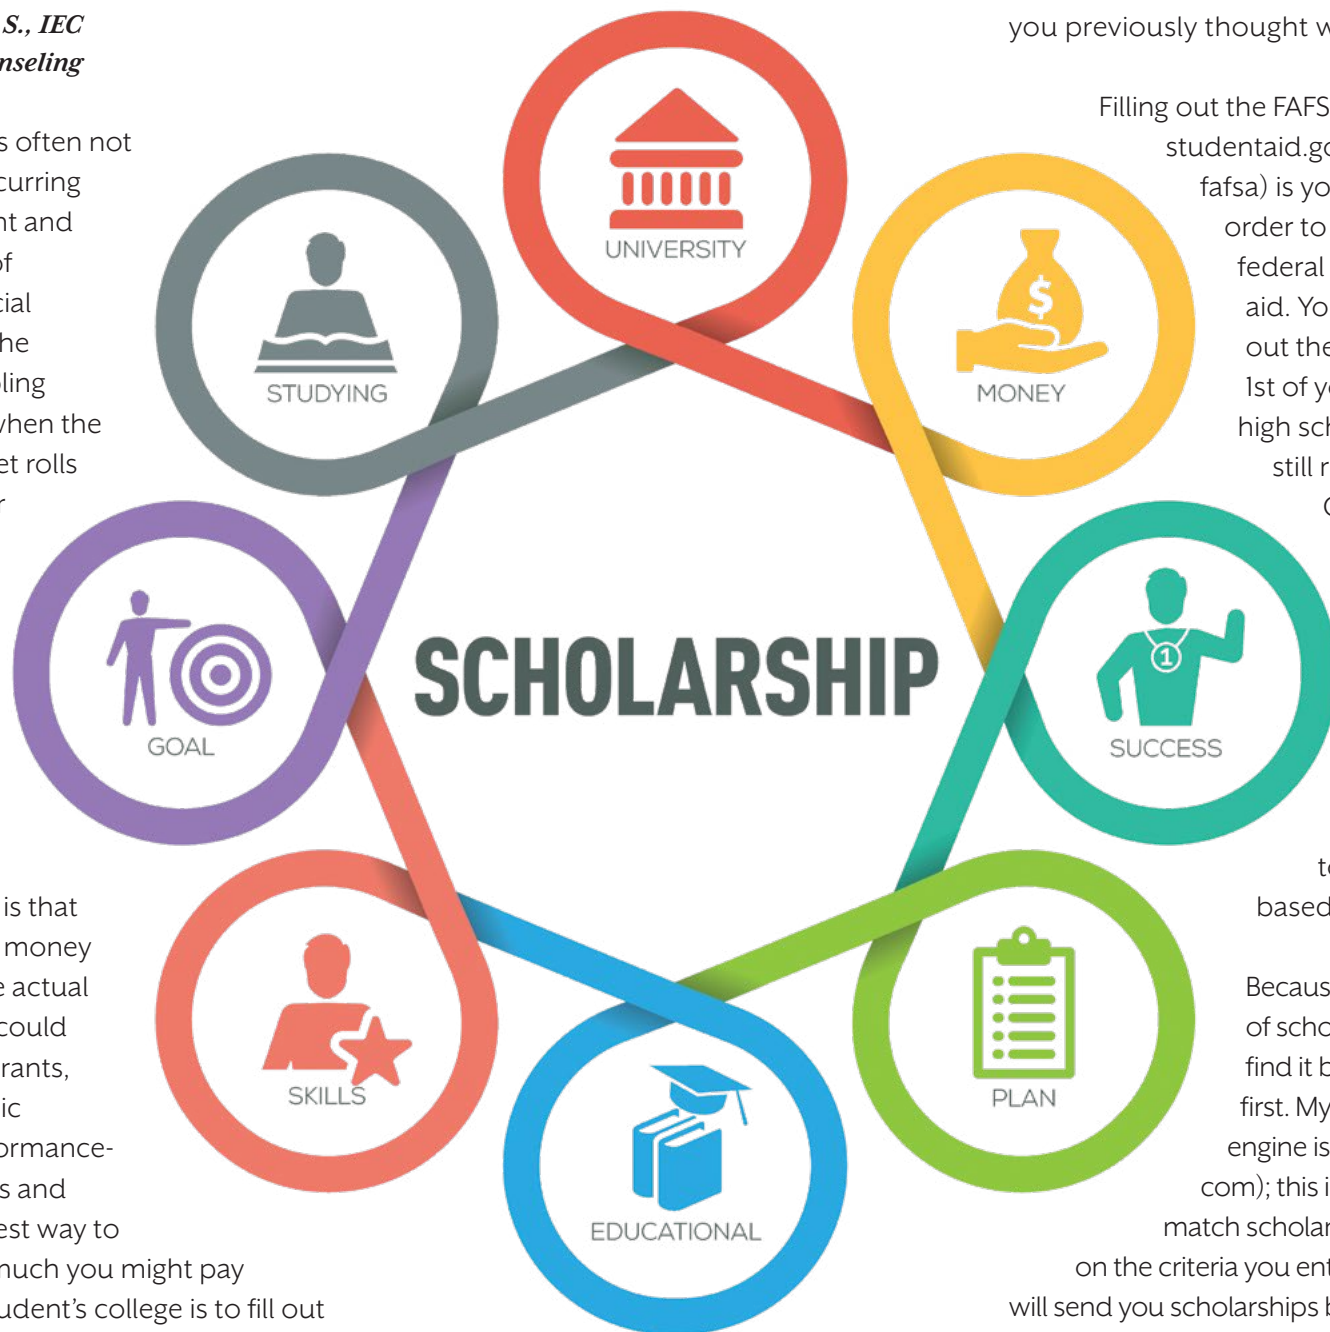 S., IEC
nseling
s often not
curring
nt and
of
cial
he
ling
when the
et rolls
r
is that
money
e actual
could
rants,
ic
ormance-
s and
est way to
much you might pay
udent’s college is to fill out
UNIVERSITY
MONEY
SUCCESS
PLAN
EDUCATIONAL
SKILLS
GOAL
STUDYING
SCHOLARSHIP
you previously thought w
Filling out the FAFS
studentaid.go
fafsa) is yo
order to
federal
aid. Yo
out the
1st of yo
high sch
still r
to
based
Becaus
of scho
find it b
first. My
engine is
com); this i
match scholar
on the criteria you ent
will send you scholarships b
$
1